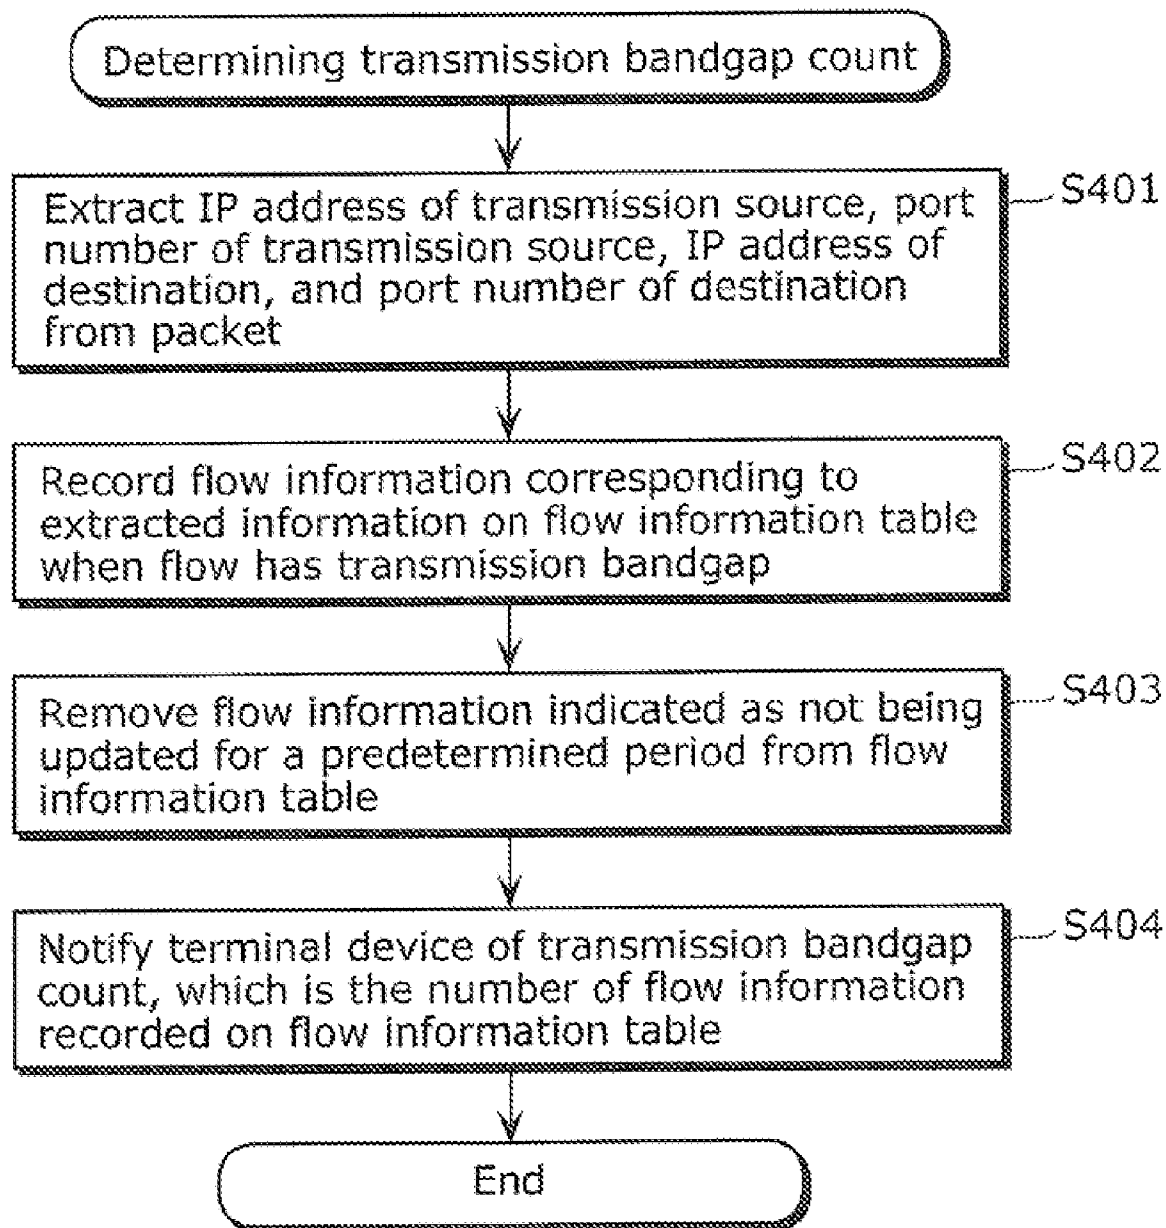 Determining transmission bandgap count
S401
Extract IP address of transmission source, port
number of transmission source, IP address of
destination, and port number of destination
from packet
S402
Record flow information corresponding to
extracted information on flow information table
when flow has transmission bandgap
S403
Remove flow information indicated as not being
updated for a predetermined period from flow
information table
S404
Notify terminal device of transmission bandgap
count, which is the number of flow information
recorded on flow information table
End